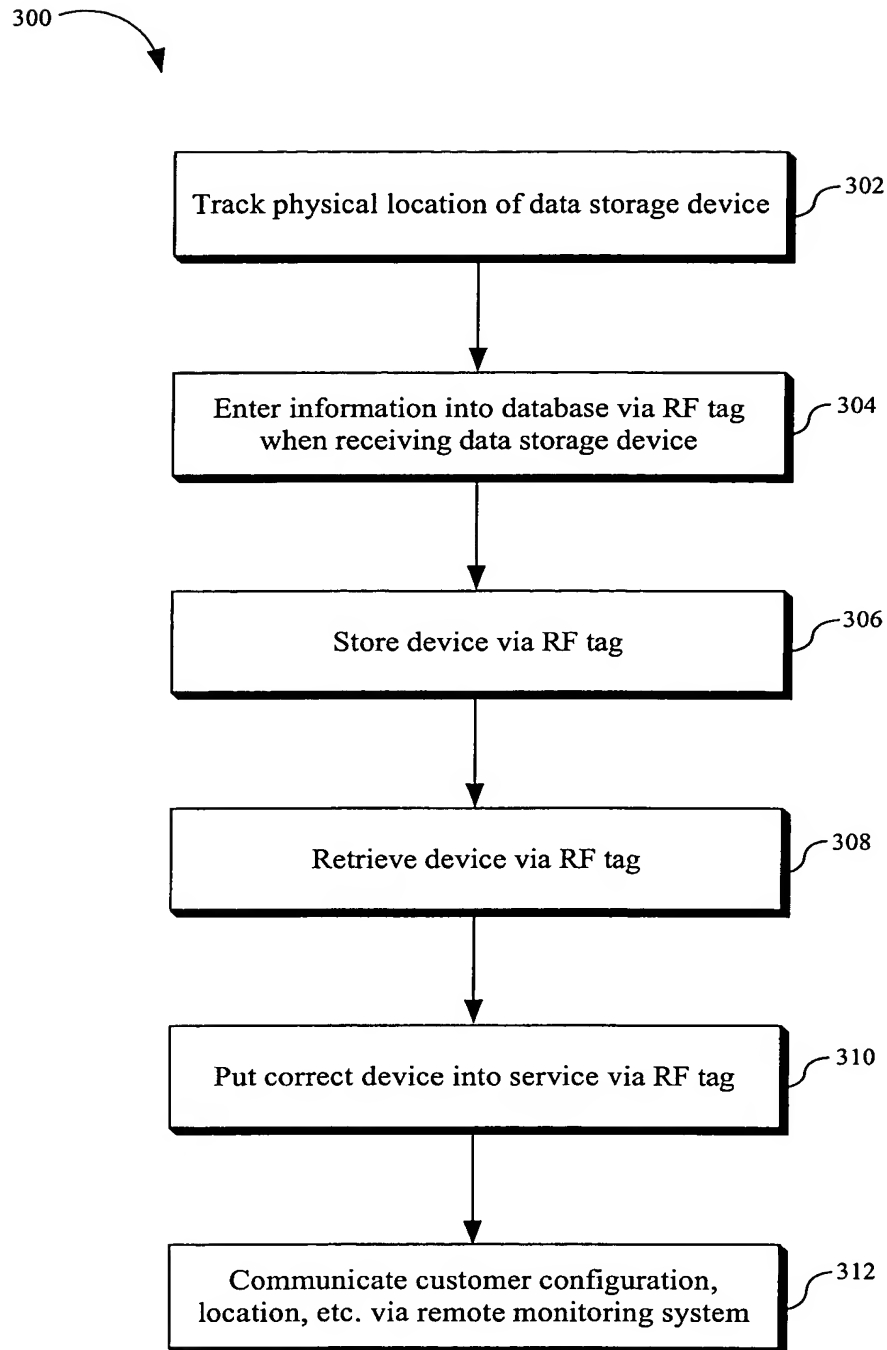 300
Track physical location of data storage device
302
Enter information into database via RF tag
when receiving data storage device
304
Store device via RF tag
306
Retrieve device via RF tag
308
Put correct device into service via RF tag
310
Communicate customer configuration,
location, etc. via remote monitoring system
312